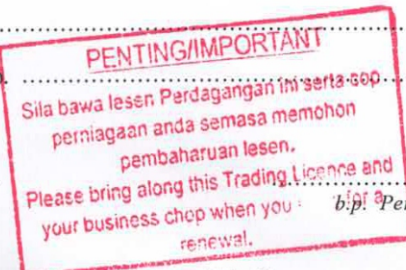 PENTING/IMPORTANT
Sila bawa lesen Perdagangan ini serta cop
perniagaan anda semasa memohon
pembaharuan lesen.
Please bring along this Trading Licence and
your business chop when you for a
b.p.
renewal.